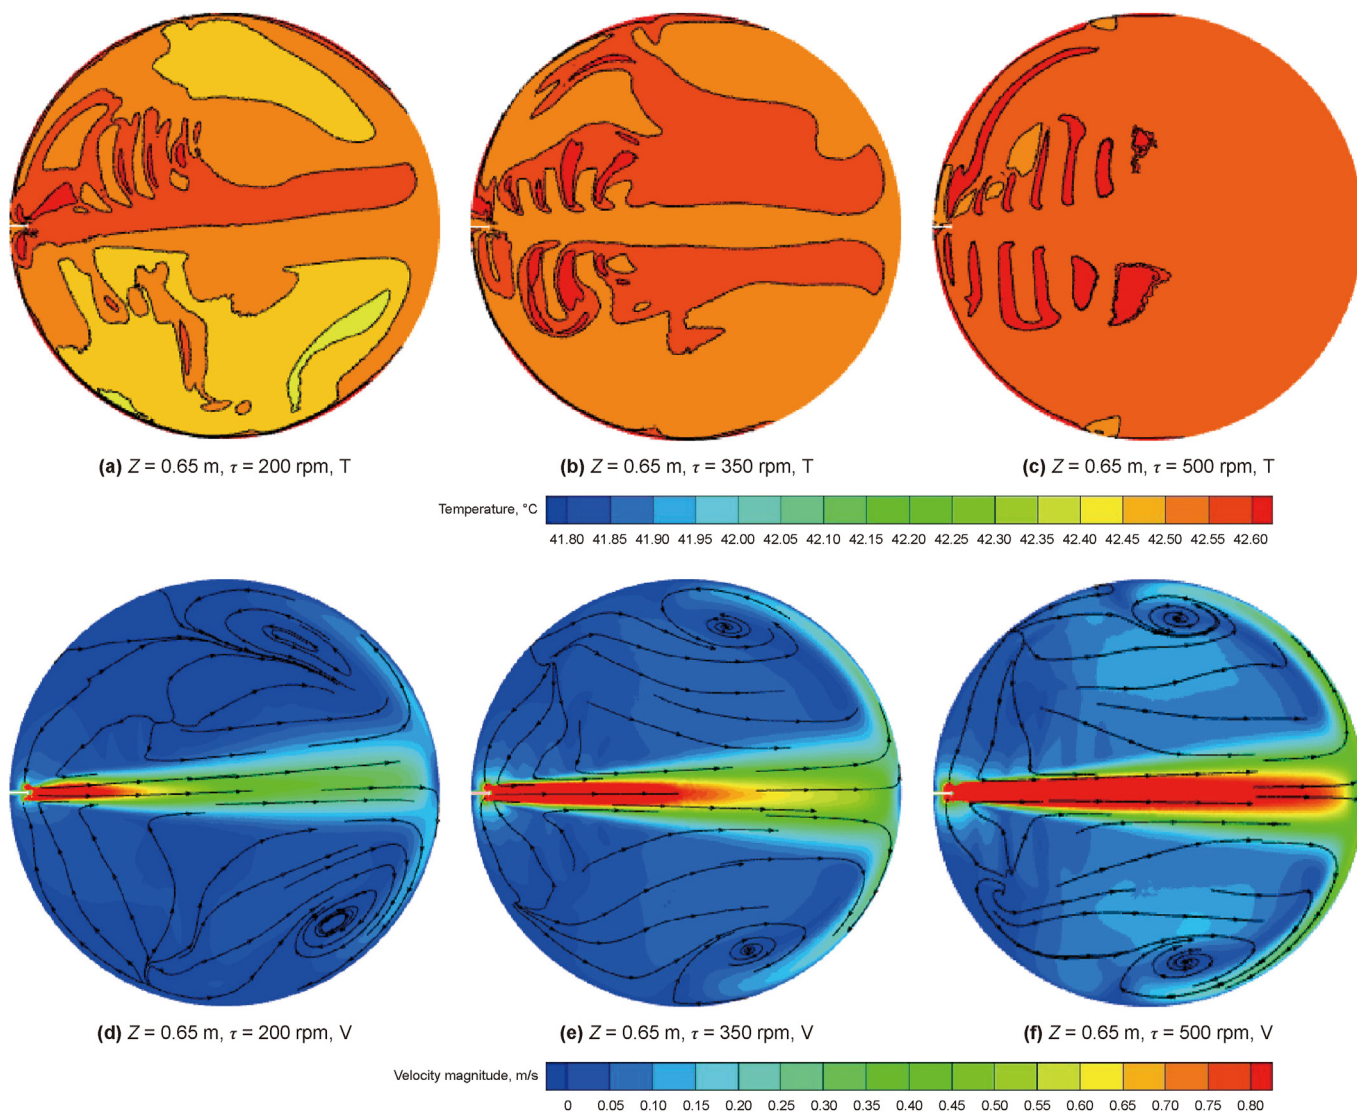 (a) Z = 0.65 m, τ = 200 rpm, T
(b) Z = 0.65 m, τ = 350 rpm, T
(c) Z = 0.65 m, τ = 500 rpm, T
Temperature, °C
41.80 41.85 41.90 41.95 42.00 42.05 42.10 42.15 42.20 42.25 42.30 42.35 42.40 42.45 42.50 42.55 42.60
(d) Z = 0.65 m, τ = 200 rpm, V
(e) Z = 0.65 m, τ = 350 rpm, V
(f) Z = 0.65 m, τ = 500 rpm, V
Velocity magnitude, m/s
0 0.05 0.10 0.15 0.20 0.25 0.30 0.35 0.40 0.45 0.50 0.55 0.60 0.65 0.70 0.75 0.80